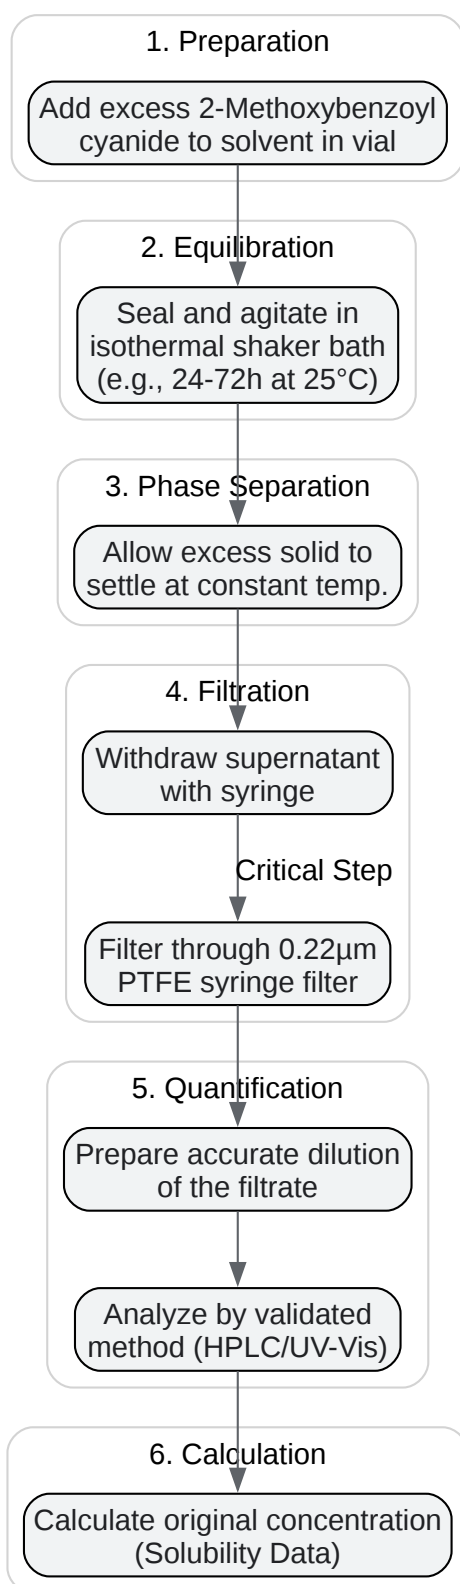 1. Preparation
Add excess 2-Methoxybenzoyl
cyanide to solvent in vial
2. Equilibration
Seal and agitate in
isothermal shaker bath
(e.g., 24-72h at 25°C)
3. Phase Separation
Allow excess solid to
settle at constant temp.
4. Filtration
Withdraw supernatant
with syringe
Critical Step
Filter through 0.22µm
PTFE syringe filter
5. Quantification
Prepare accurate dilution
of the filtrate
Analyze by validated
method (HPLC/UV-Vis)
6. Calculation
Calculate original concentration
(Solubility Data)